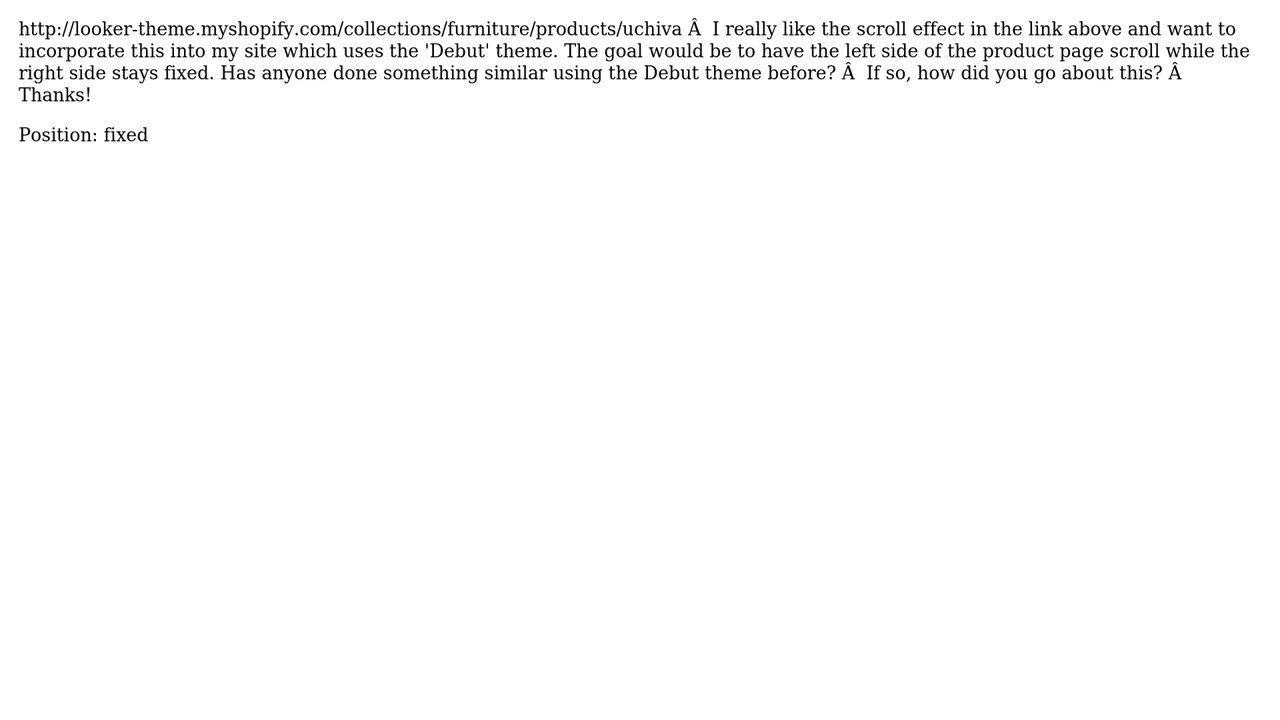 http://looker-theme.myshopify.com/collections/furniture/products/uchiva Â  I really like the scroll effect in the link above and want to
incorporate this into my site which uses the 'Debut' theme. The goal would be to have the left side of the product page scroll while the
right side stays fixed. Has anyone done something similar using the Debut theme before? Â  If so, how did you go about this? Â
Thanks!
Position: fixed